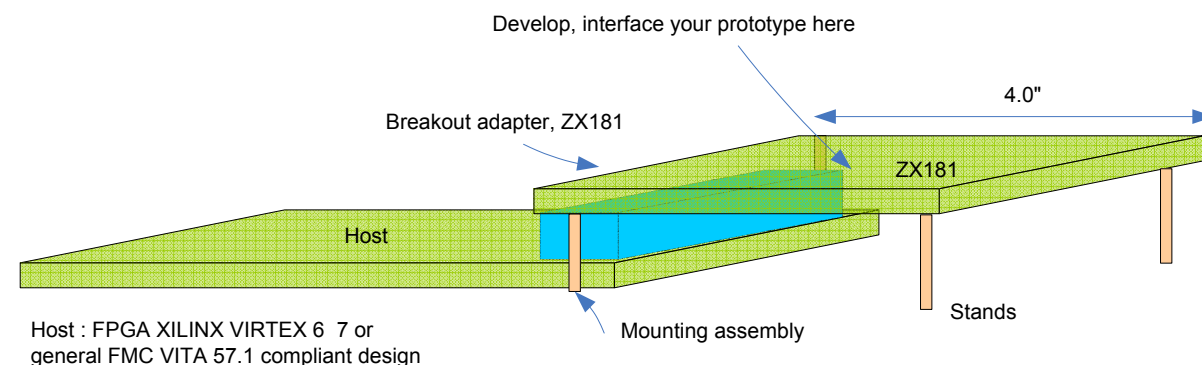 Develop, interface your prototype here
4.0"
Breakout adapter, ZX181
ZX181
Host
Stands
Mounting assembly
Host : FPGA XILINX VIRTEX 6  7 or
general FMC VITA 57.1 compliant design